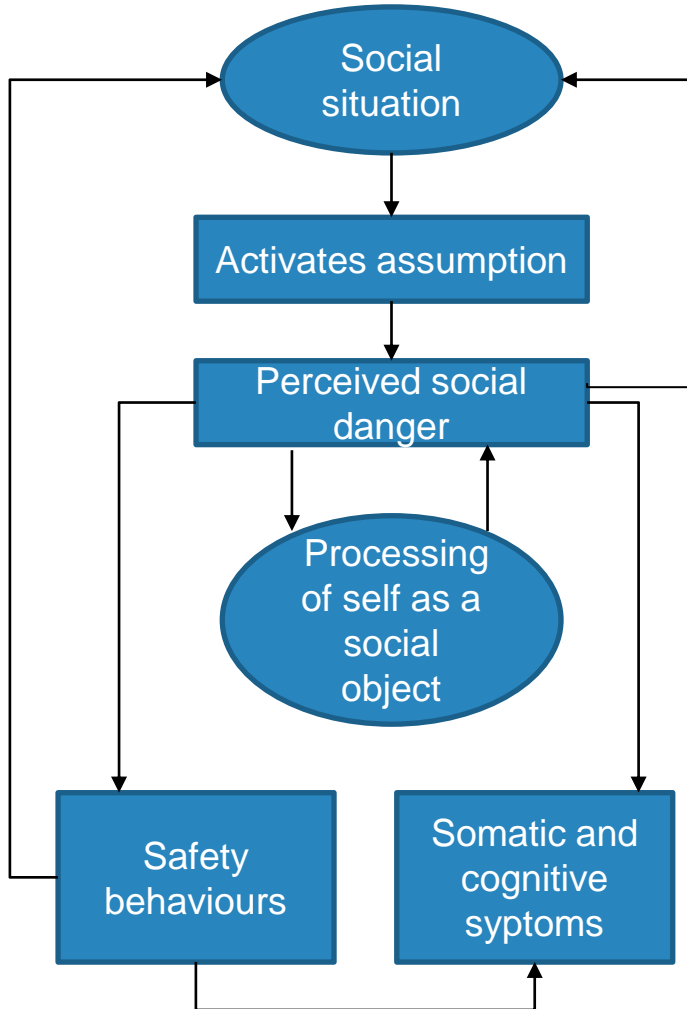 Social
situation
Activates assumption
Perceived social
danger
Processing
of self as a
social
object
Safety
behaviours
Somatic and
cognitive
syptoms